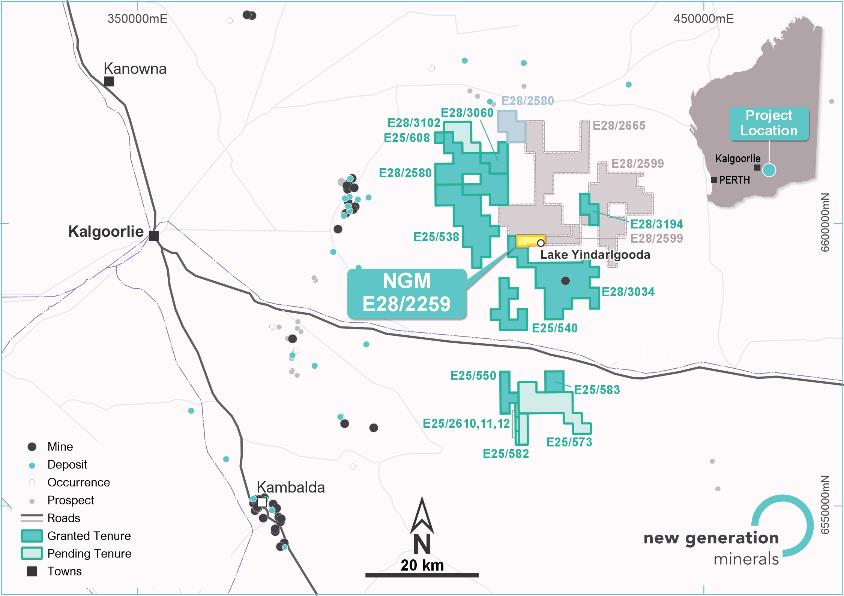 350000mE
450000mE
Kanowna
E28/2580
E28/3060
E28/3102
E28/2665
E25/608
Project
Location
Kalgoorlie
PERTH
E28/2580
E28/2599
6600000mN
E28/3194
Kalgoorlie
E25/538
E28/2599
Lake Yindarlgooda
NGM
E28/2259
E28/3034
E25/540
E25/550
E25/583
E25/2610,11,12
E25/573
E25/582
Mine
Deposit
Occurrence
Prospect
Roads
Granted Tenure
Pending Tenure
Towns
Kambalda
6550000mN
N
20 km
new generation
minerals